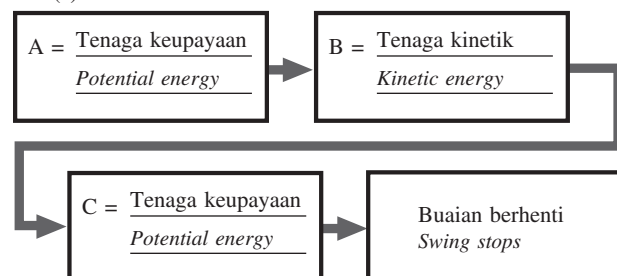 A = Tenaga keupayaan
Potential energy
B = Tenaga kinetik
Kinetic energy
C = Tenaga keupayaan
Potential energy
Buaian berhenti
Swing stops